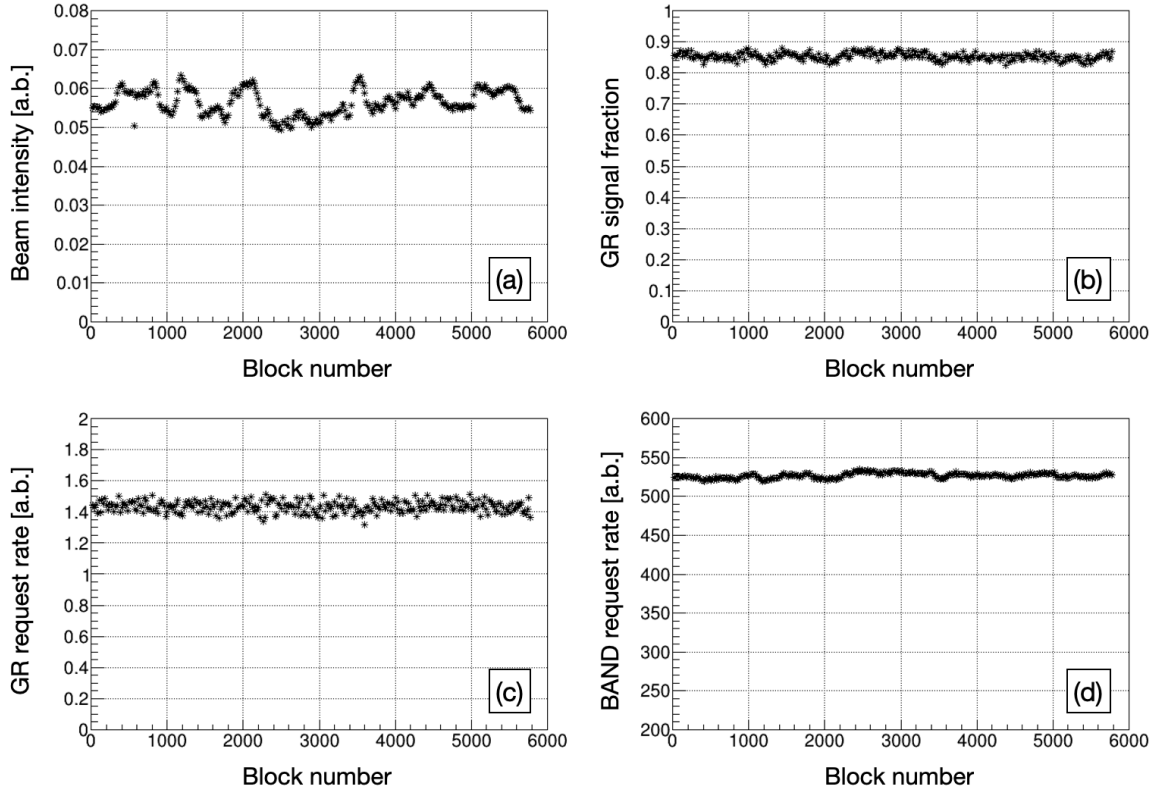 0.08
0.07
0.06
0.05
0.04
0.03
0.02
0.01
0
Beam intensity [a.b.]
(a)
0 1000 2000 3000 4000 5000 6000
Block number
1
0.9
0.8
0.7
0.6
0.5
0.4
0.3
0.2
0.1
0
GR signal fraction
(b)
0 1000 2000 3000 4000 5000 6000
Block number
2
1.8
1.6
1.4
1.2
1
0.8
0.6
0.4
0.2
0
GR request rate [a.b.]
(c)
0 1000 2000 3000 4000 5000 6000
Block number
600
550
500
450
400
350
300
250
200
BAND request rate [a.b.]
(d)
0 1000 2000 3000 4000 5000 6000
Block number